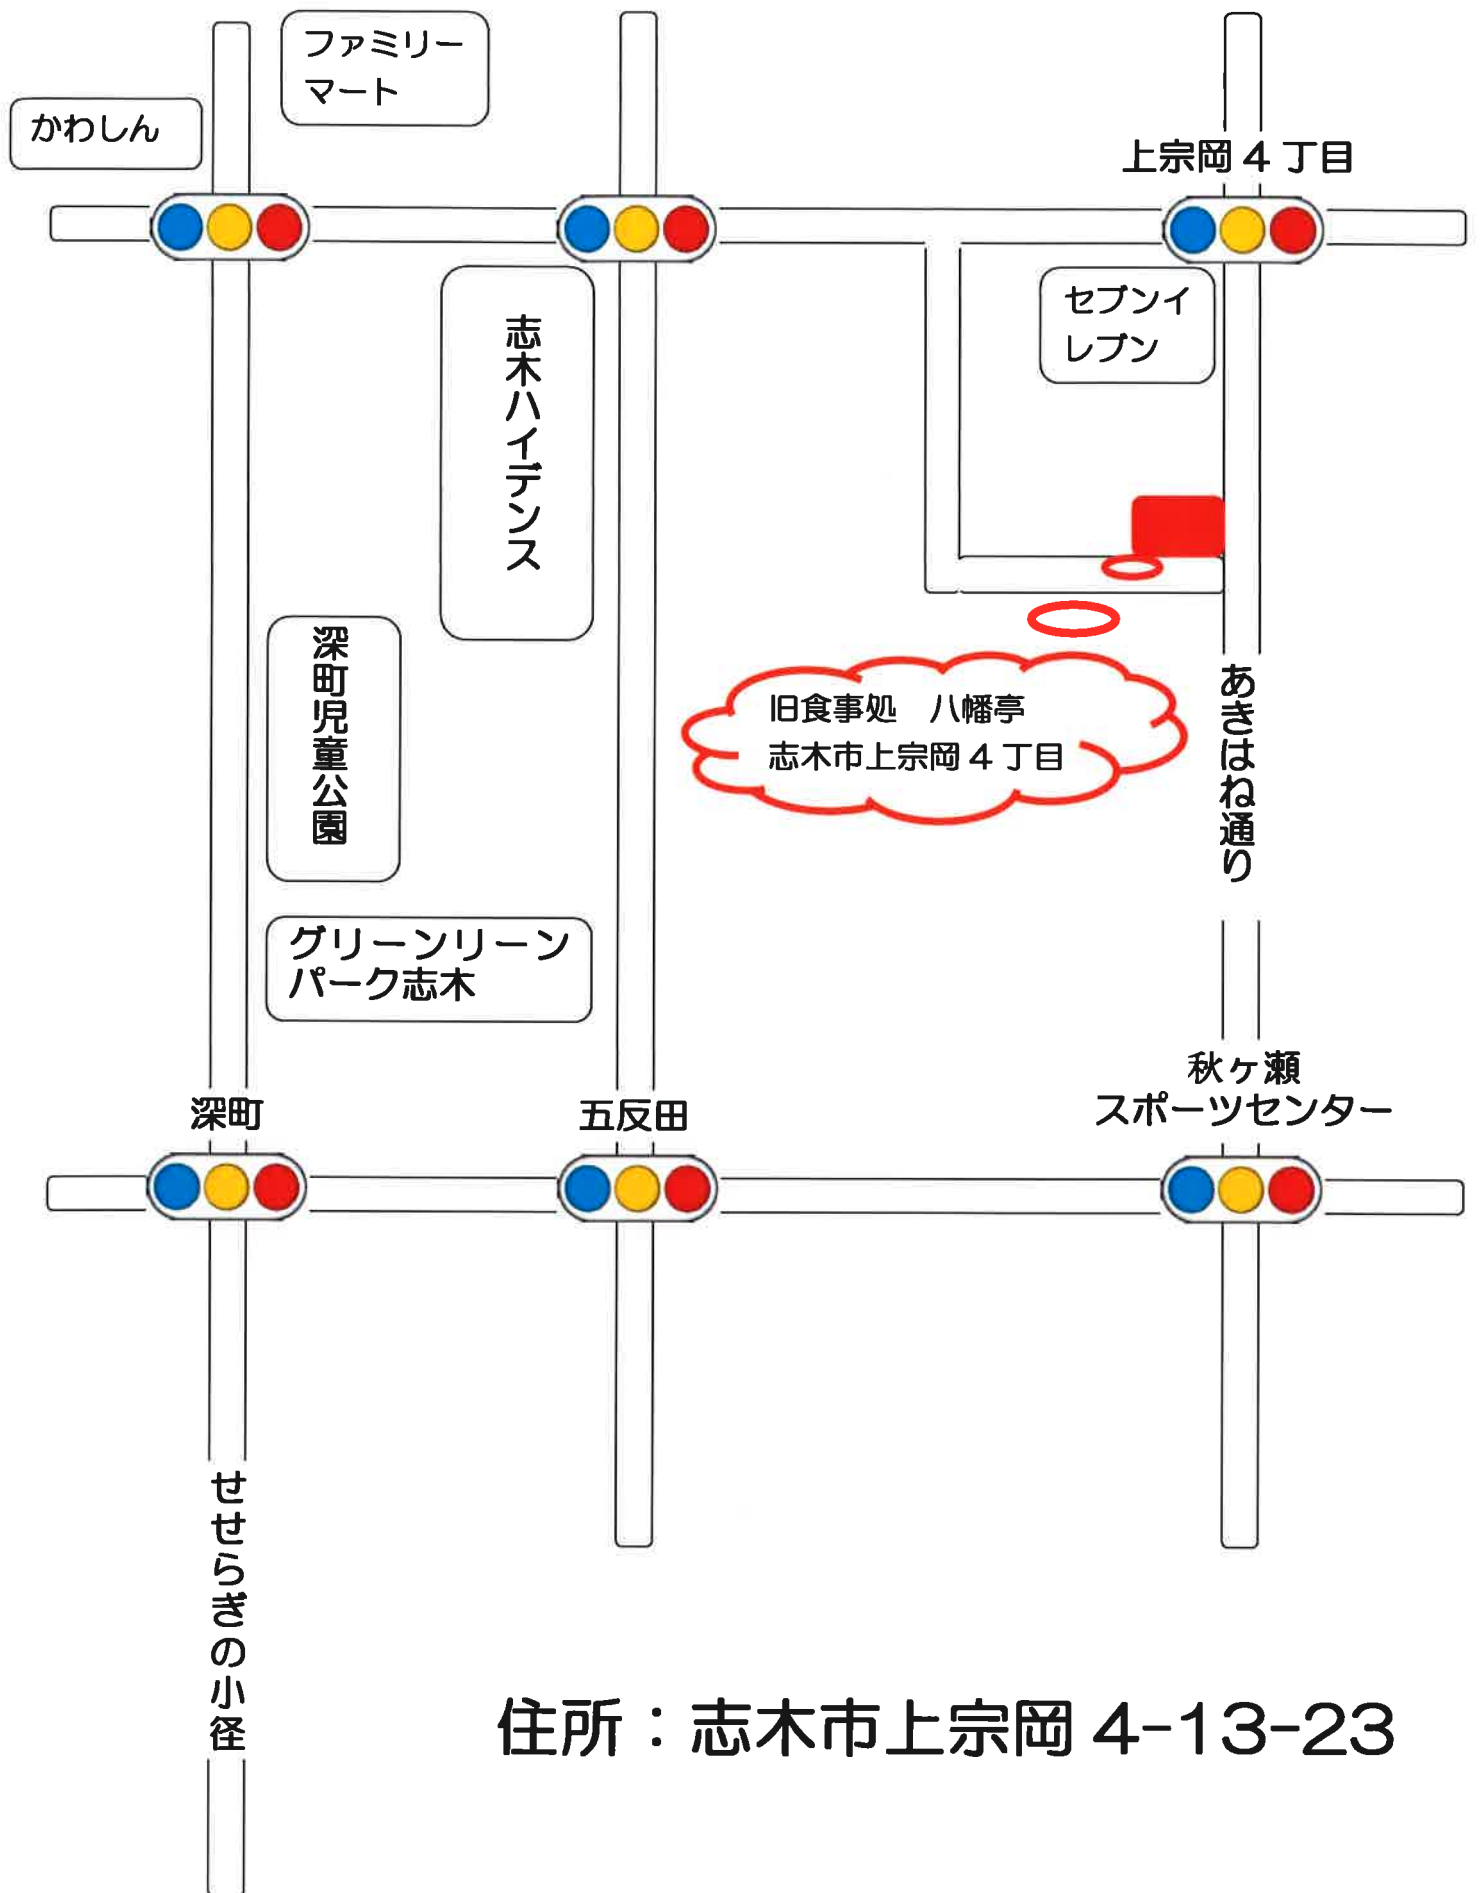 ファミリー
マート
かわしん
上宗岡4丁目
セブンイ
レブン
志木ハイデンス
深町児童公園
旧食事処　八幡亭
志木市上宗岡4丁目
あきはね通り
グリーンリーン
パーク志木
深町
五反田
秋ヶ瀬
スポーツセンター
せせらぎの小径
住所：志木市上宗岡4-13-23